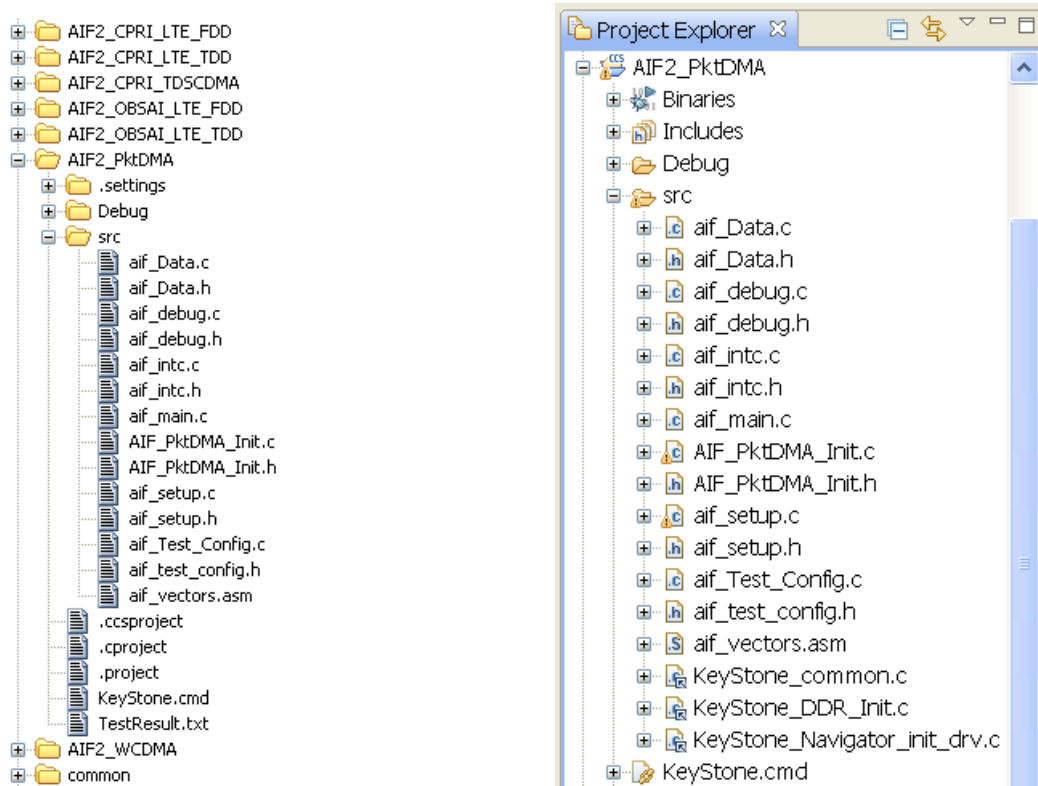 AIF2_CPRI_LTE_FDD
AIF2_CPRI_LTE_TDD
AIF2_CPRI_TDSCDMA
AIF2_OBSAI_LTE_FDD
AIF2_OBSAI_LTE_TDD
AIF2_PktDMA
.settings
Debug
src
aif_Data.c
aif_Data.h
aif_debug.c
aif_debug.h
aif_intc.c
aif_intc.h
aif_main.c
AIF_PktDMA_Init.c
AIF_PktDMA_Init.h
aif_setup.c
aif_setup.h
aif_Test_Config.c
aif_test_config.h
aif_vectors.asm
.ccsproject
.cproject
.project
KeyStone.cmd
TestResult.txt
AIF2_WCDMA
common
Project Explorer
AIF2_PktDMA
Binaries
Includes
Debug
src
aif_Data.c
aif_Data.h
aif_debug.c
aif_debug.h
aif_intc.c
aif_intc.h
aif_main.c
AIF_PktDMA_Init.c
AIF_PktDMA_Init.h
aif_setup.c
aif_setup.h
aif_Test_Config.c
aif_test_config.h
aif_vectors.asm
KeyStone_common.c
KeyStone_DDR_Init.c
KeyStone_Navigator_init_drv.c
KeyStone.cmd